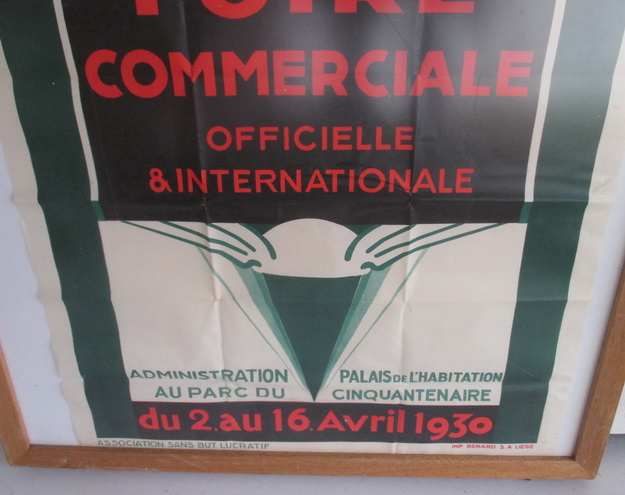 FOIRE
COMMERCIALE
OFFICIELLE
& INTERNATIONALE
ADMINISTRATION PALAIS DE L'HABITATION
AU PARC DU CINQUANTENAIRE
du 2. au 16. Avril 1930
ASSOCIATION SANS BUT LUCRATIF
IMP. BENARD S.A. LIEGE